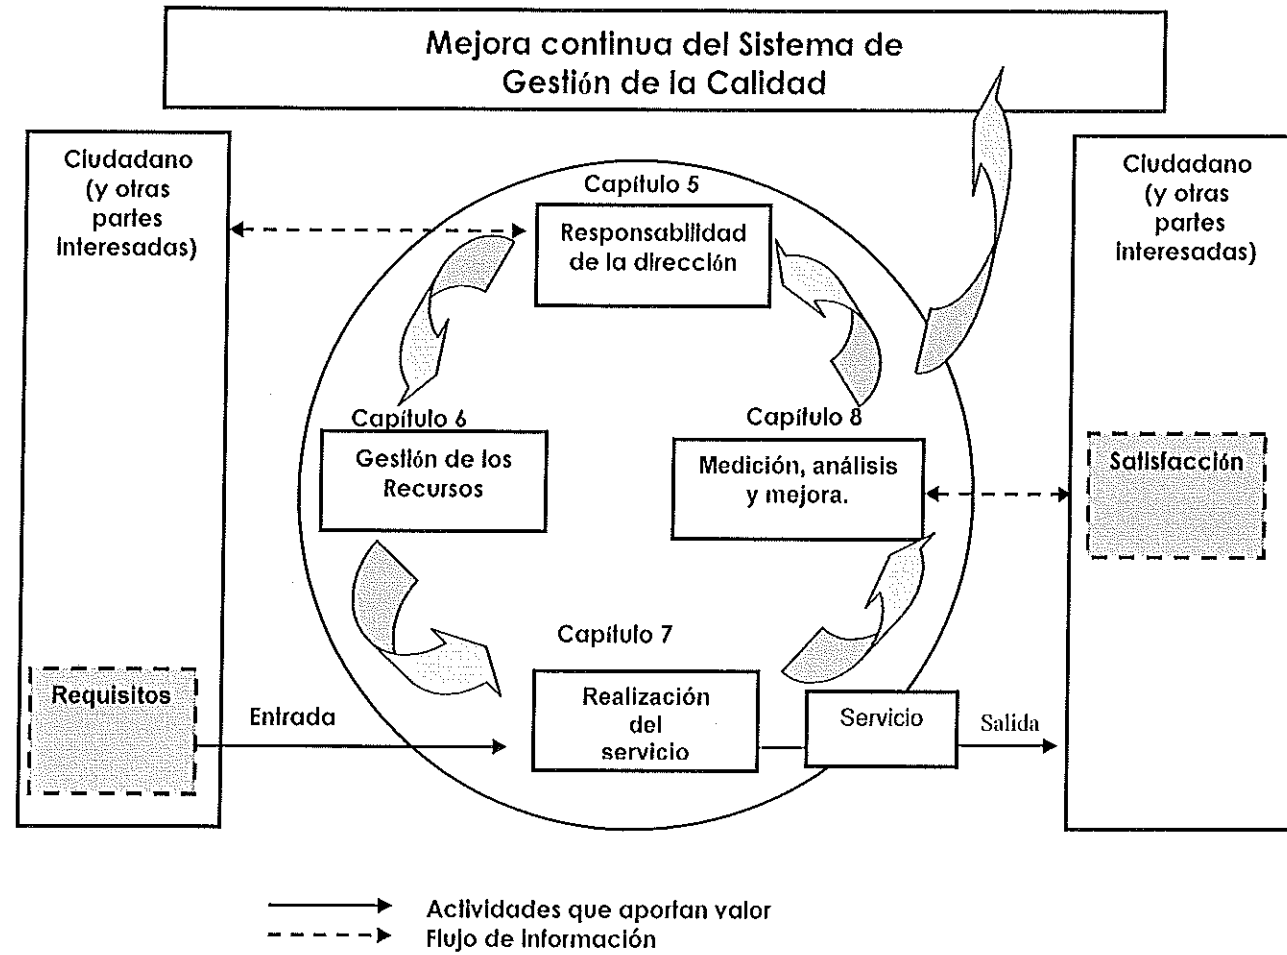 Mejora continua del Sistema de
Gestión de la Calidad
Ciudadano
(y otras
partes
interesadas)
Capítulo 5
Responsabilidad
de la dirección
Ciudadano
(y otras
partes
interesadas)
Capítulo 6
Gestión de los
Recursos
Capítulo 8
Medición, análisis
y mejora.
Satisfacción
Capítulo 7
Requisitos
Entrada
Realización
del
servicio
Servicio
Salida
Actividades que aportan valor
Flujo de información